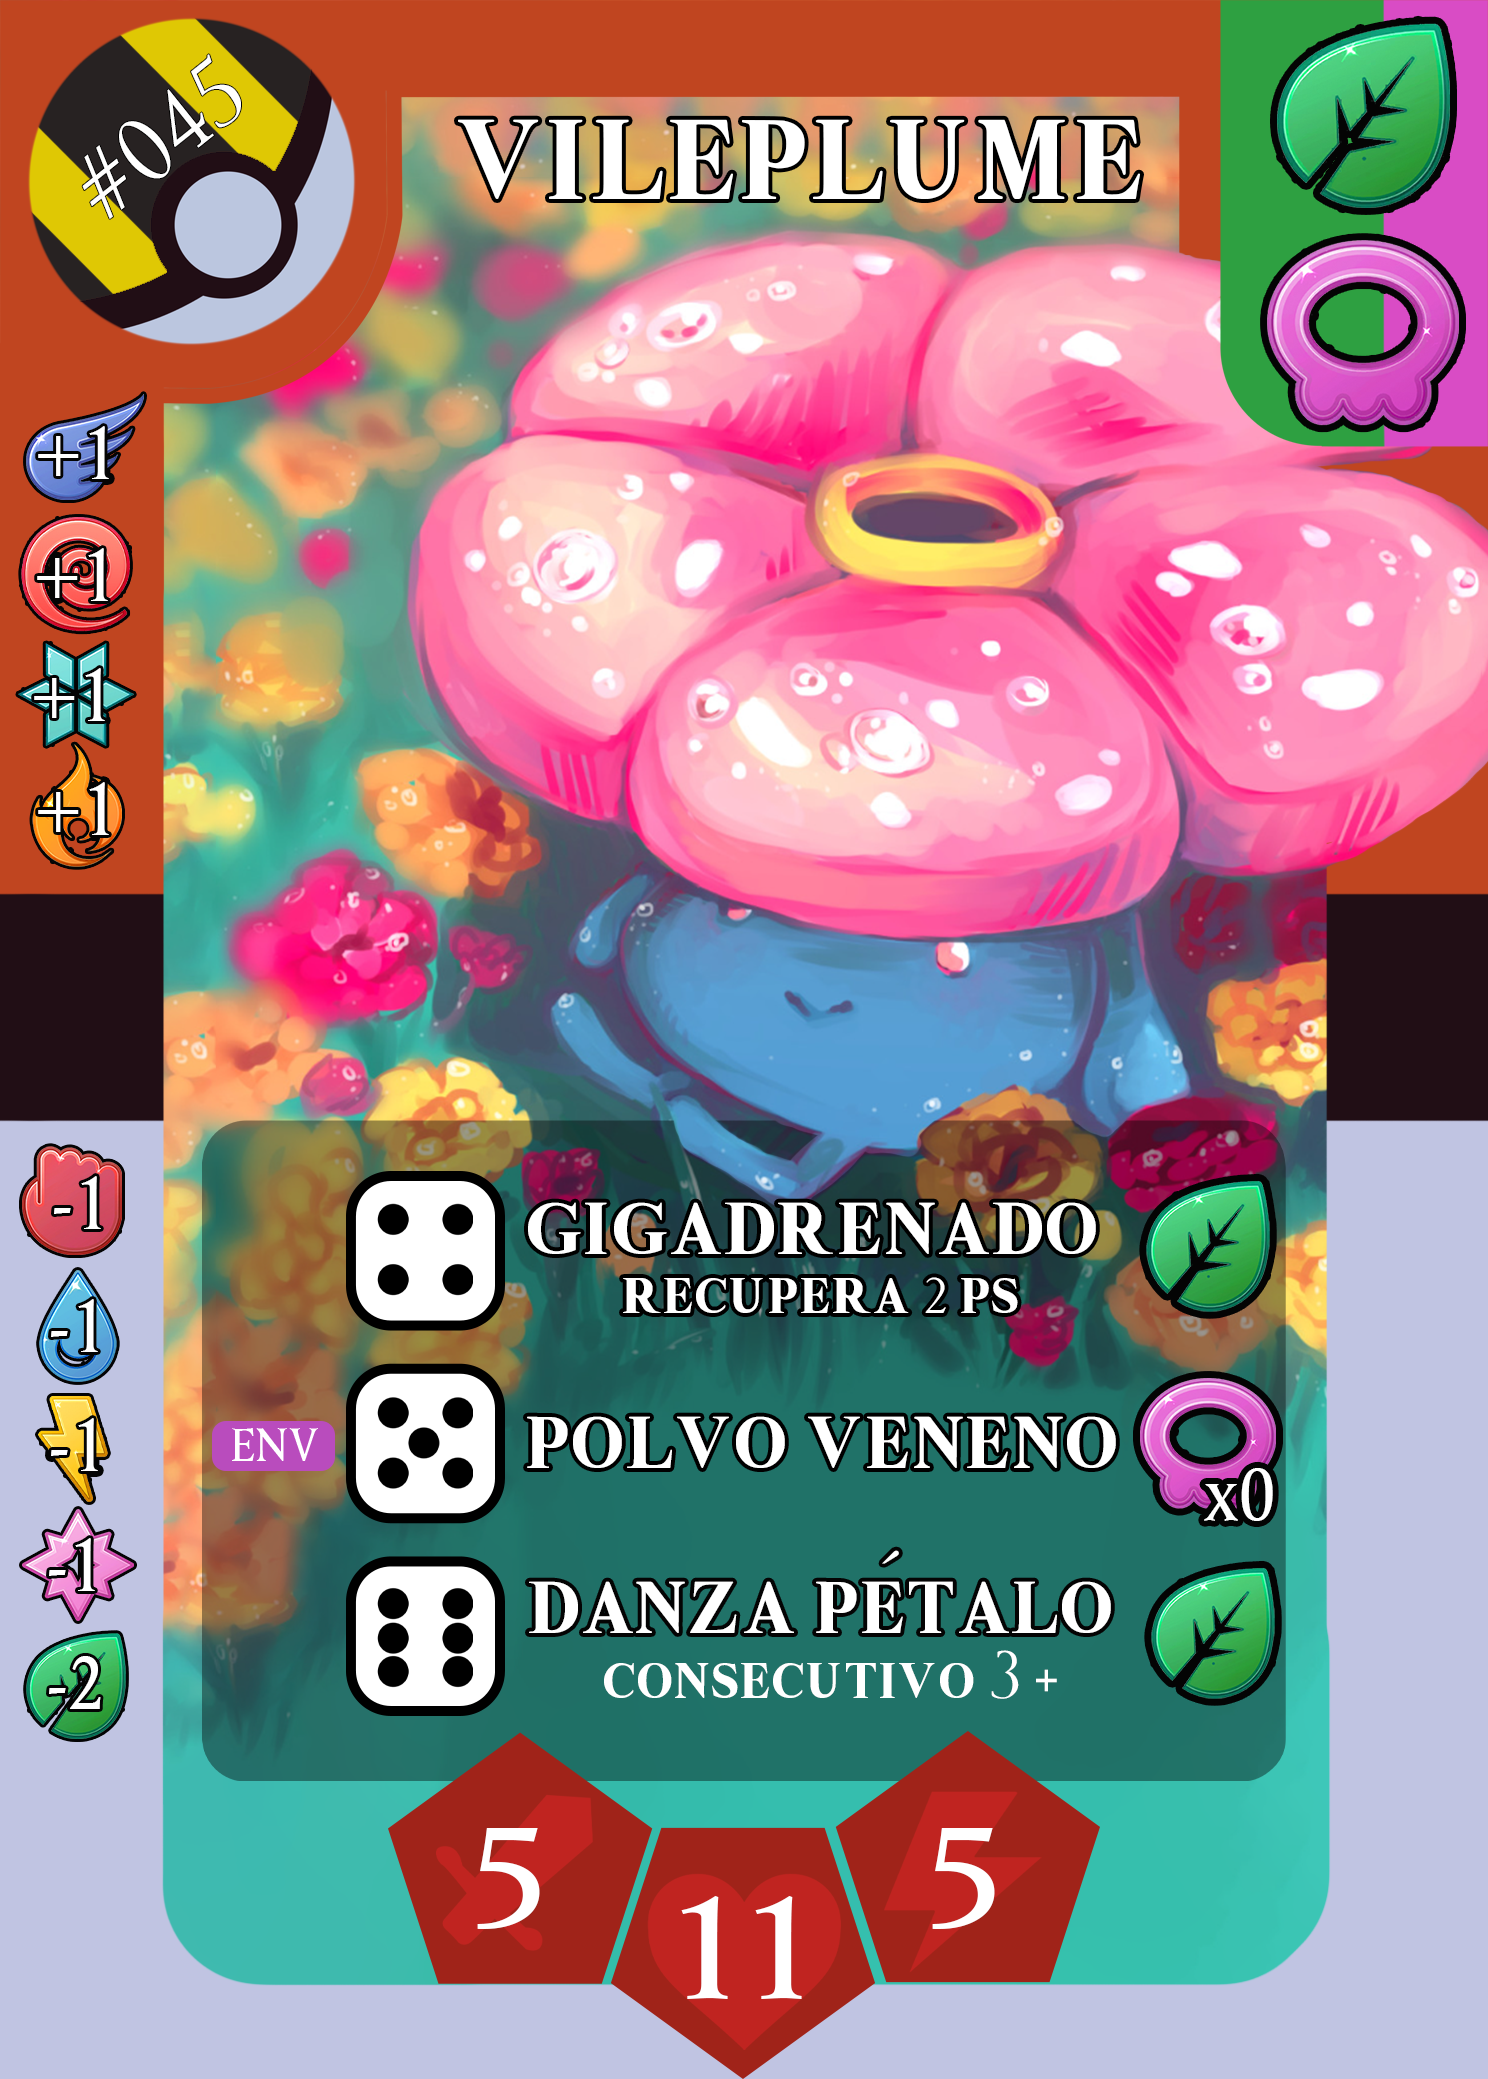 #045
VILEPLUME
+1
+1
+1
+1
-1
-1
-1
-1
-2
GIGADRENADO
RECUPERA 2 PS
ENV
POLVO VENENO
x0
DANZA PÉTALO
CONSECUTIVO 3 +
5
11
5